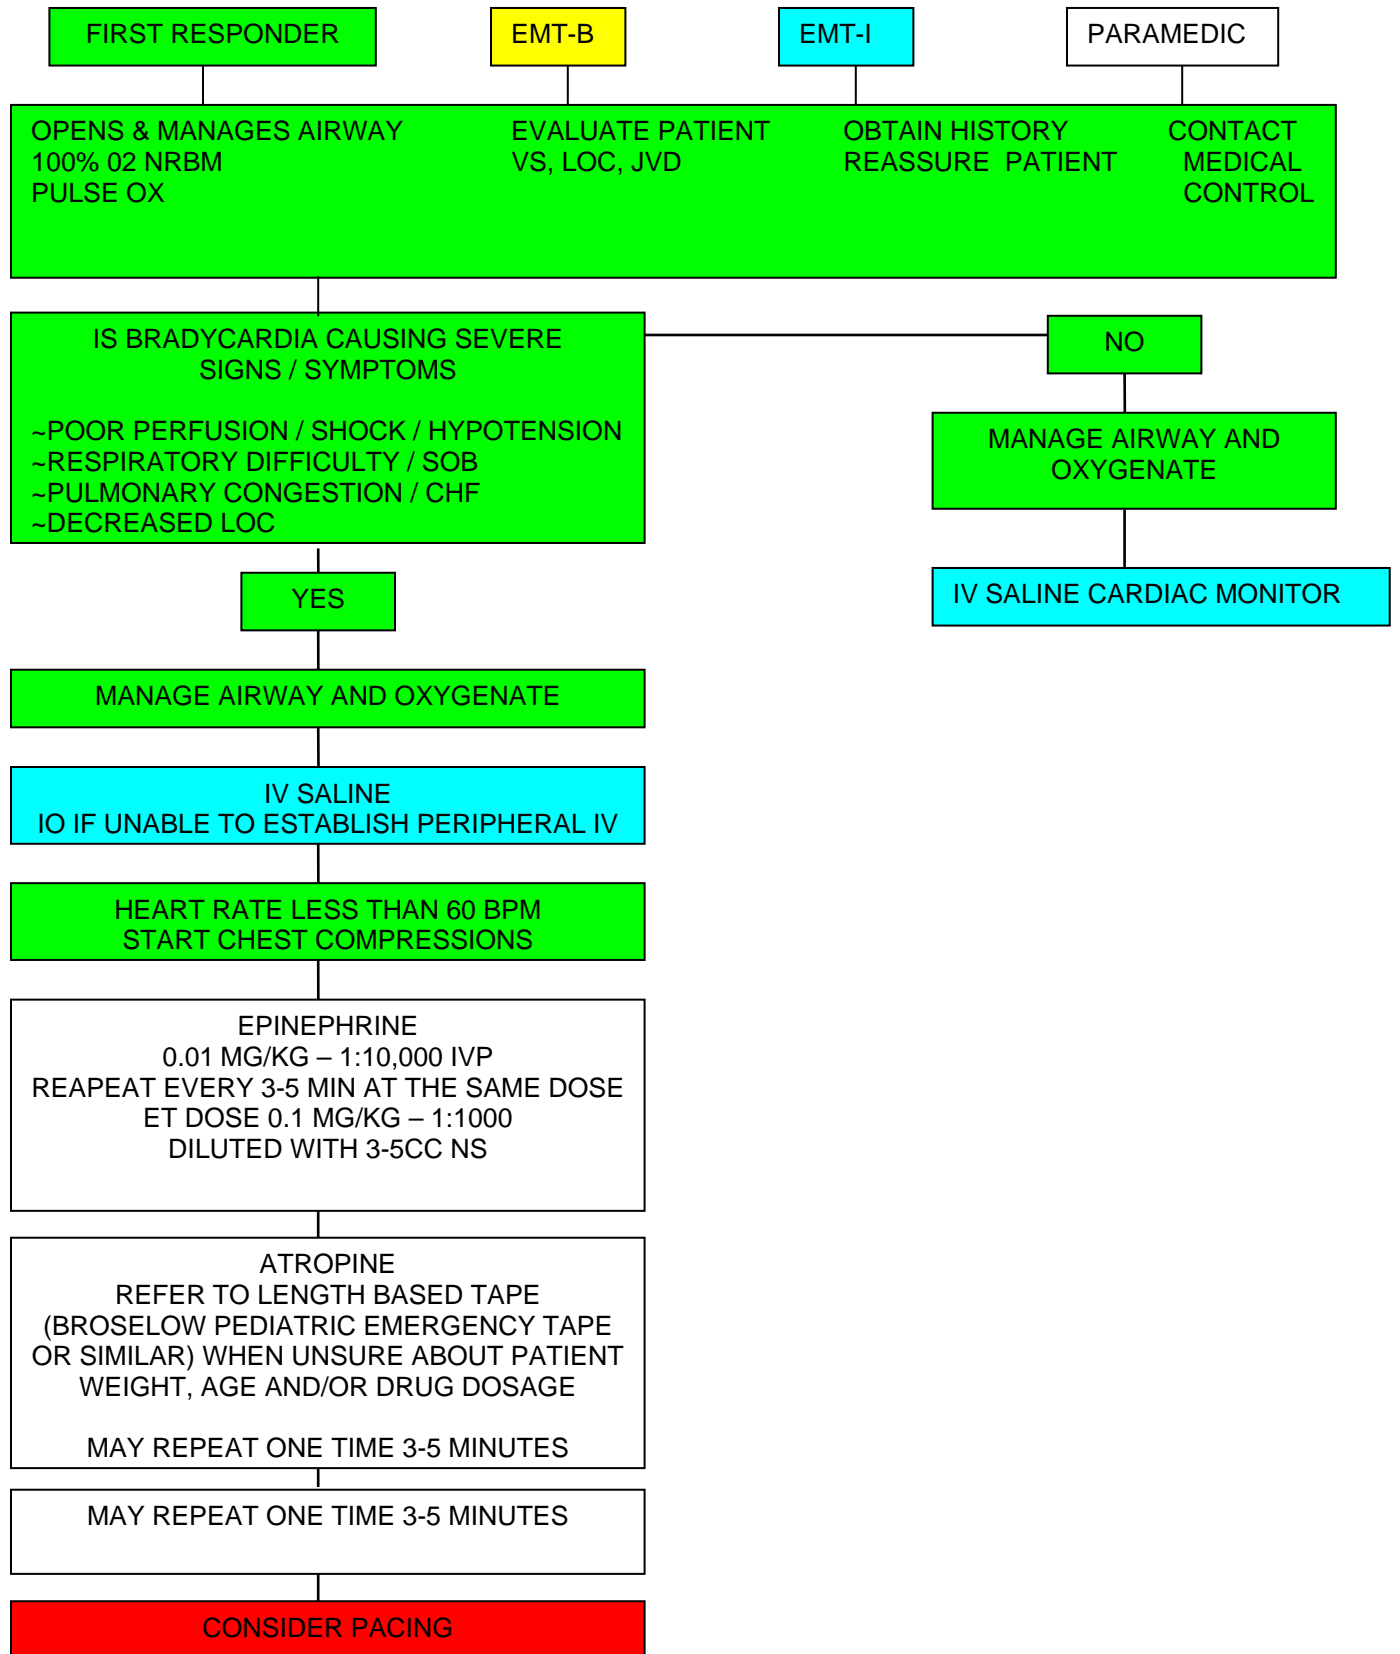 FIRST RESPONDER
EMT-B
EMT-I
PARAMEDIC
OPENS & MANAGES AIRWAY
100% 02 NRBM
PULSE OX
EVALUATE PATIENT
VS, LOC, JVD
OBTAIN HISTORY
REASSURE PATIENT
CONTACT
MEDICAL
CONTROL
IS BRADYCARDIA CAUSING SEVERE
SIGNS / SYMPTOMS
~POOR PERFUSION / SHOCK / HYPOTENSION
~RESPIRATORY DIFFICULTY / SOB
~PULMONARY CONGESTION / CHF
~DECREASED LOC
NO
MANAGE AIRWAY AND
OXYGENATE
IV SALINE CARDIAC MONITOR
YES
MANAGE AIRWAY AND OXYGENATE
IV SALINE
IO IF UNABLE TO ESTABLISH PERIPHERAL IV
HEART RATE LESS THAN 60 BPM
START CHEST COMPRESSIONS
EPINEPHRINE
0.01 MG/KG – 1:10,000 IVP
REAPEAT EVERY 3-5 MIN AT THE SAME DOSE
ET DOSE 0.1 MG/KG – 1:1000
DILUTED WITH 3-5CC NS
ATROPINE
REFER TO LENGTH BASED TAPE
(BROSELOW PEDIATRIC EMERGENCY TAPE
OR SIMILAR) WHEN UNSURE ABOUT PATIENT
WEIGHT, AGE AND/OR DRUG DOSAGE
MAY REPEAT ONE TIME 3-5 MINUTES
MAY REPEAT ONE TIME 3-5 MINUTES
CONSIDER PACING